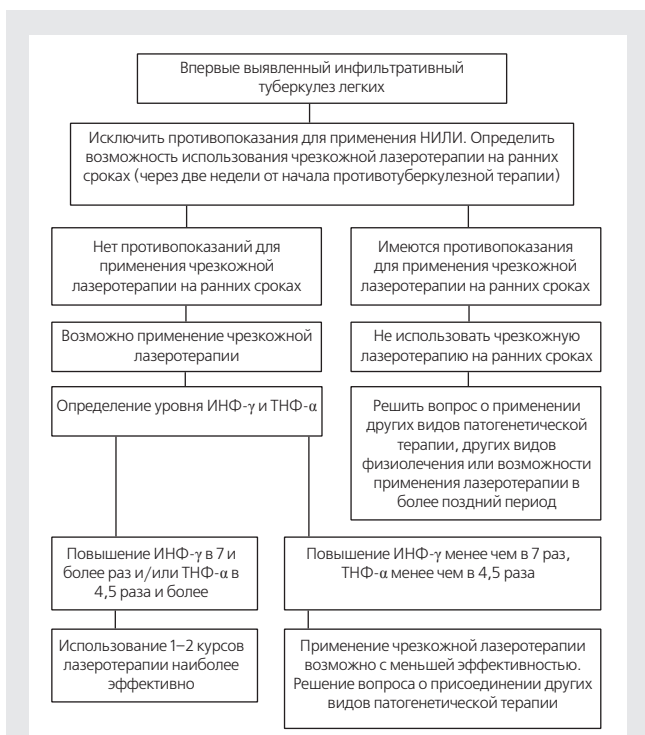 Впервые выявленный инфильтративный
туберкулез легких
Исключить противопоказания для применения НИЛИ. Определить
возможность использования чрезкожной лазеротерапии на ранних
сроках (через две недели от начала противотуберкулезной терапии)
Нет противопоказаний для
применения чрезкожной
лазеротерапии на ранних сроках
Имеются противопоказания
для применения чрезкожной
лазеротерапии на ранних сроках
Возможно применение чрезкожной
лазеротерапии
Не использовать чрезкожную
лазеротерапию на ранних сроках
Определение уровня ИНФ-γ и ТНФ-α
Решить вопрос о применении
других видов патогенетической
терапии, других видов
физиолечения или возможности
применения лазеротерапии в
более поздний период
Повышение ИНФ-γ в 7 и
более раз и/или ТНФ-α в
4,5 раза и более
Повышение ИНФ-γ менее чем в 7 раз,
ТНФ-α менее чем в 4,5 раза
Использование 1–2 курсов
лазеротерапии наиболее
эффективно
Применение чрезкожной лазеротерапии
возможно с меньшей эффективностью.
Решение вопроса о присоединении других
видов патогенетической терапии